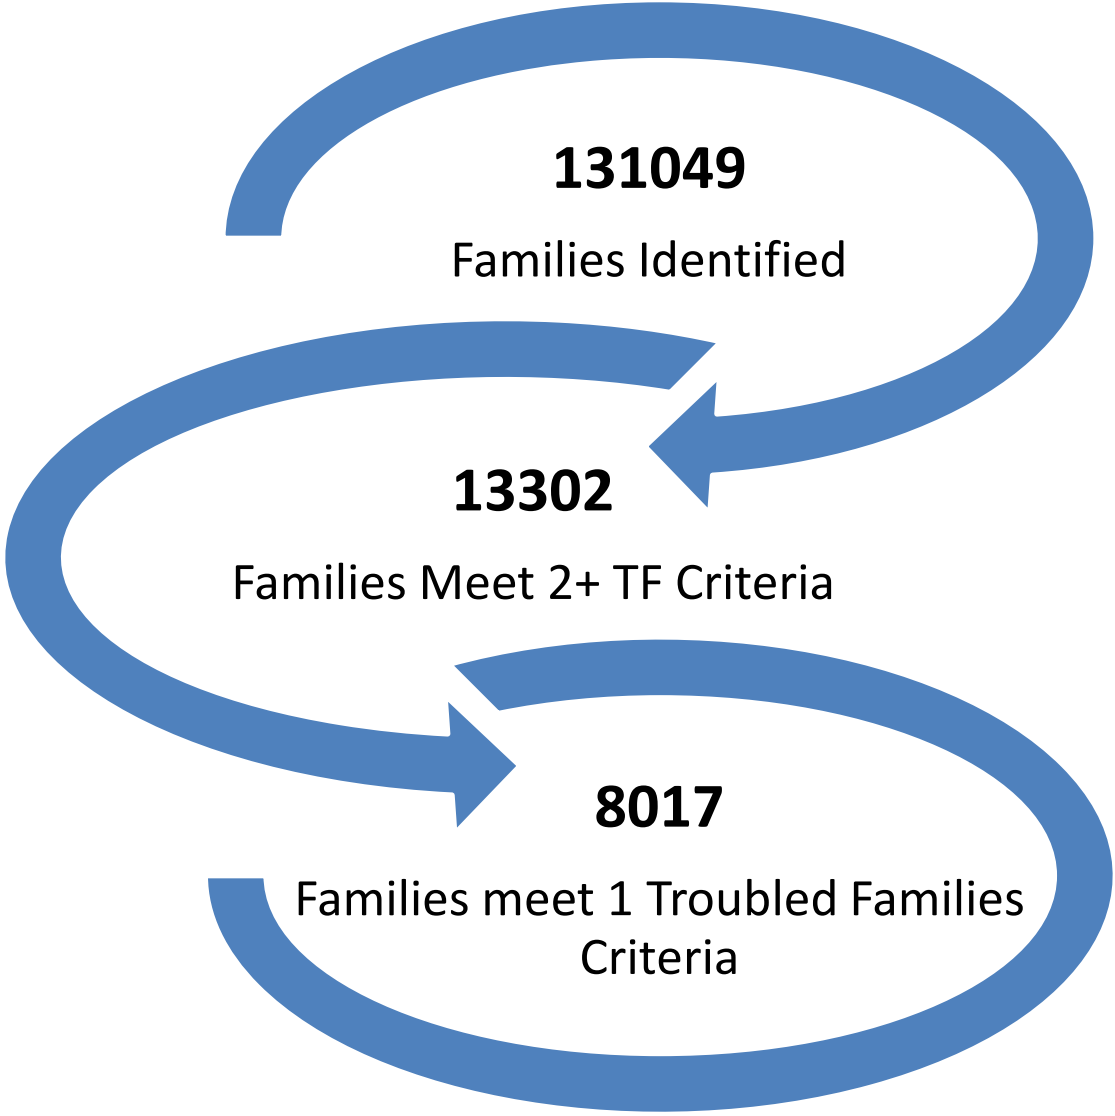 131049
Families Identified
13302
Families Meet 2+ TF Criteria
8017
Families meet 1 Troubled Families
Criteria